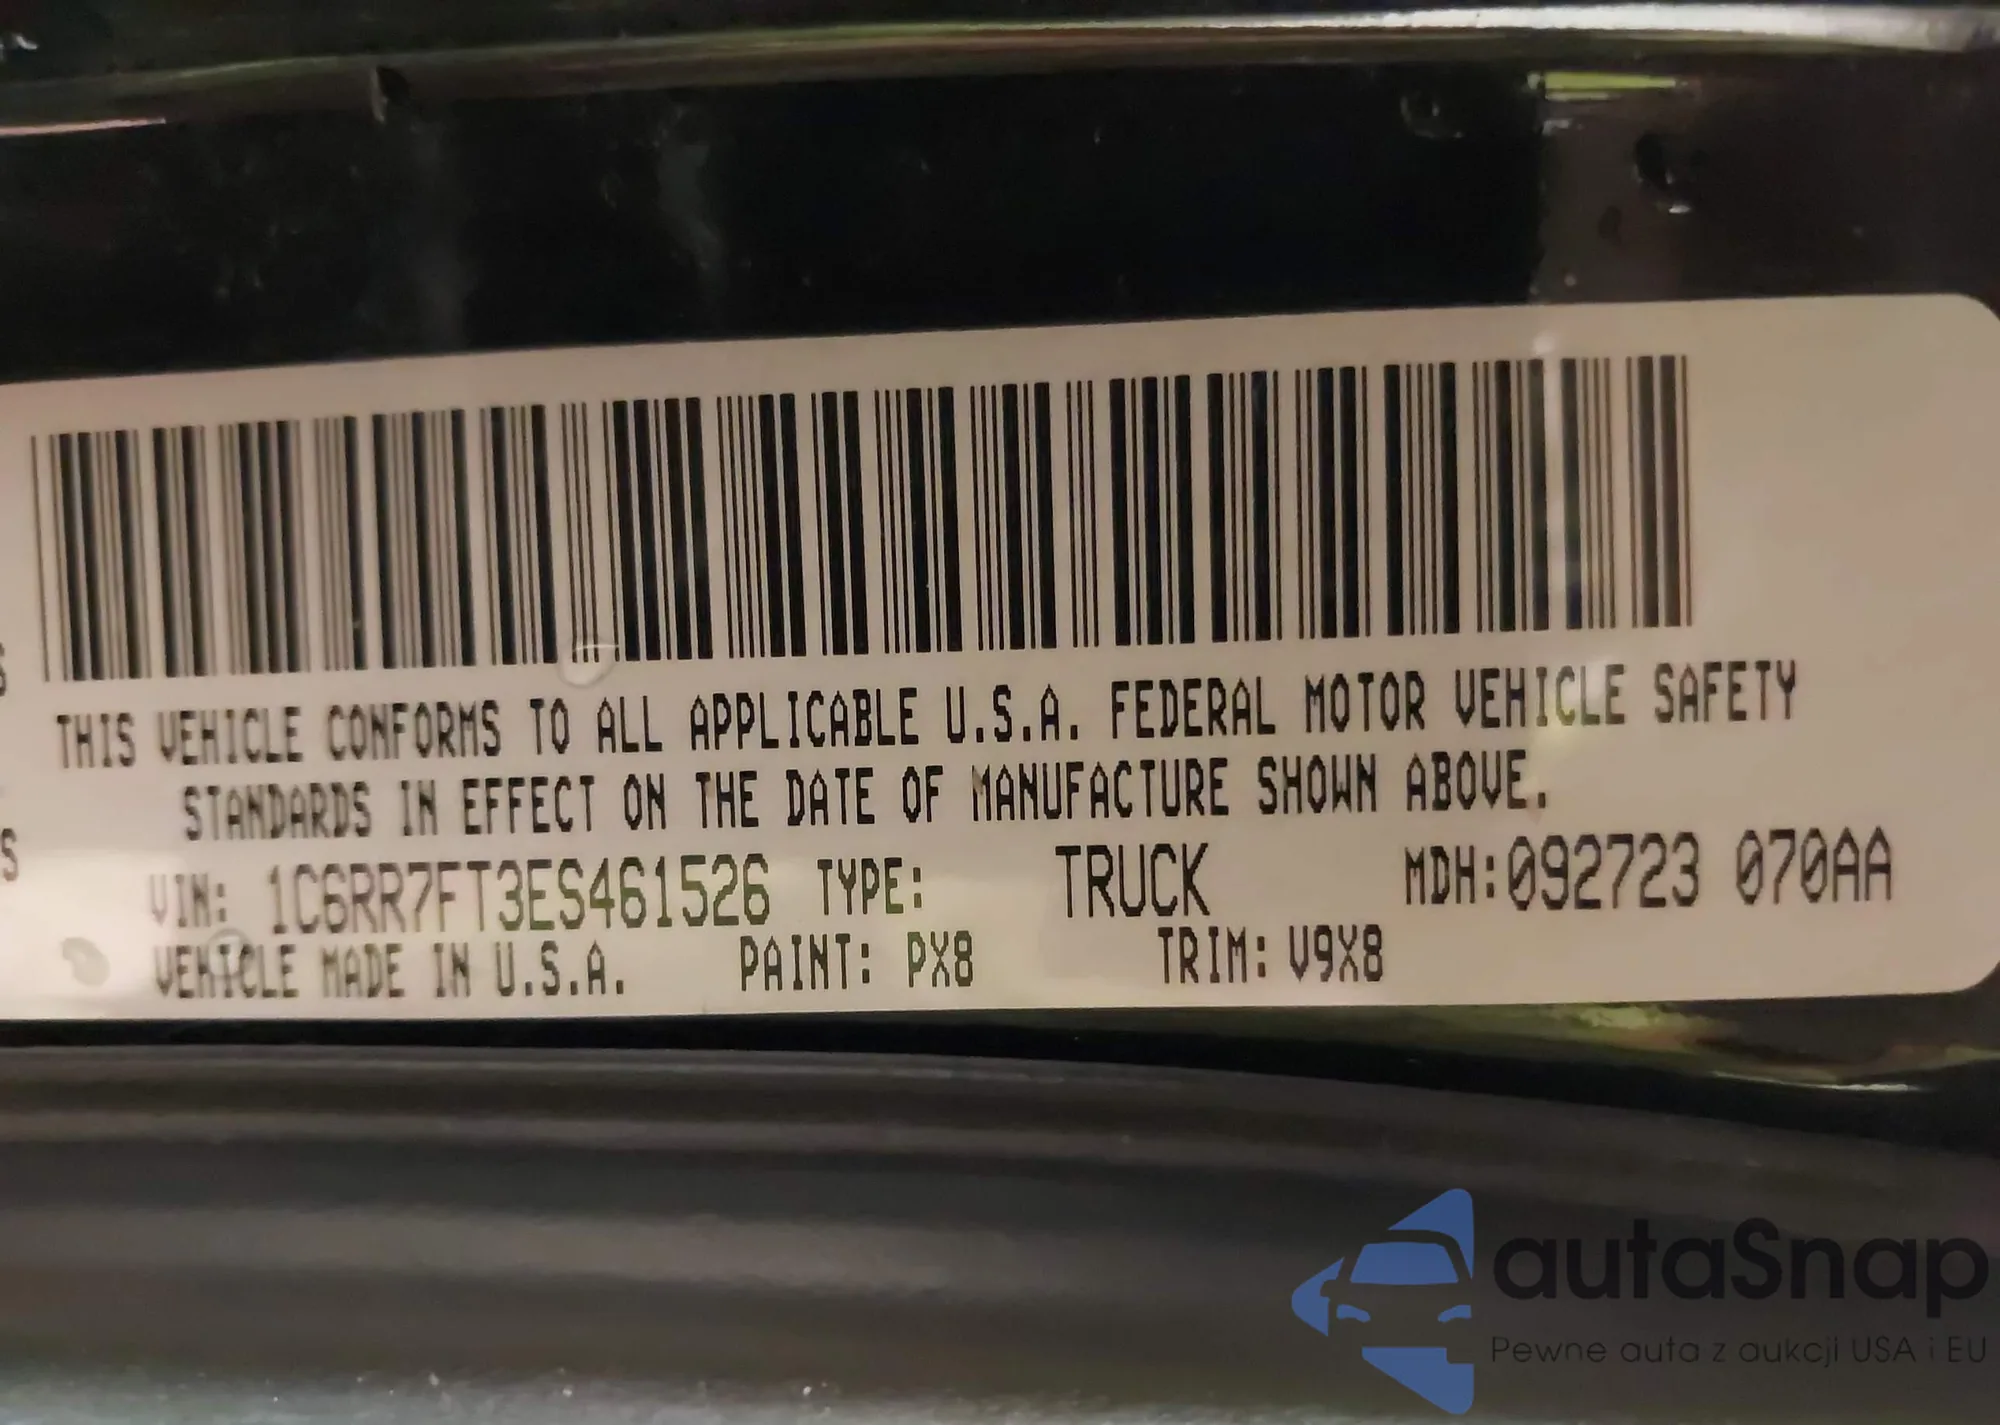 THIS VEHICLE CONFORMS TO ALL APPLICABLE U.S.A. FEDERAL MOTOR VEHICLE SAFETY
STANDARDS IN EFFECT ON THE DATE OF MANUFACTURE SHOWN ABOVE.
VIN: 1C6RR7FT3ES461526 TYPE: TRUCK MDH:092723 070AA
VEHICLE MADE IN U.S.A. PAINT: PX8 TRIM: V9X8
autaSnap
Pewne auta z aukcji USA i EU